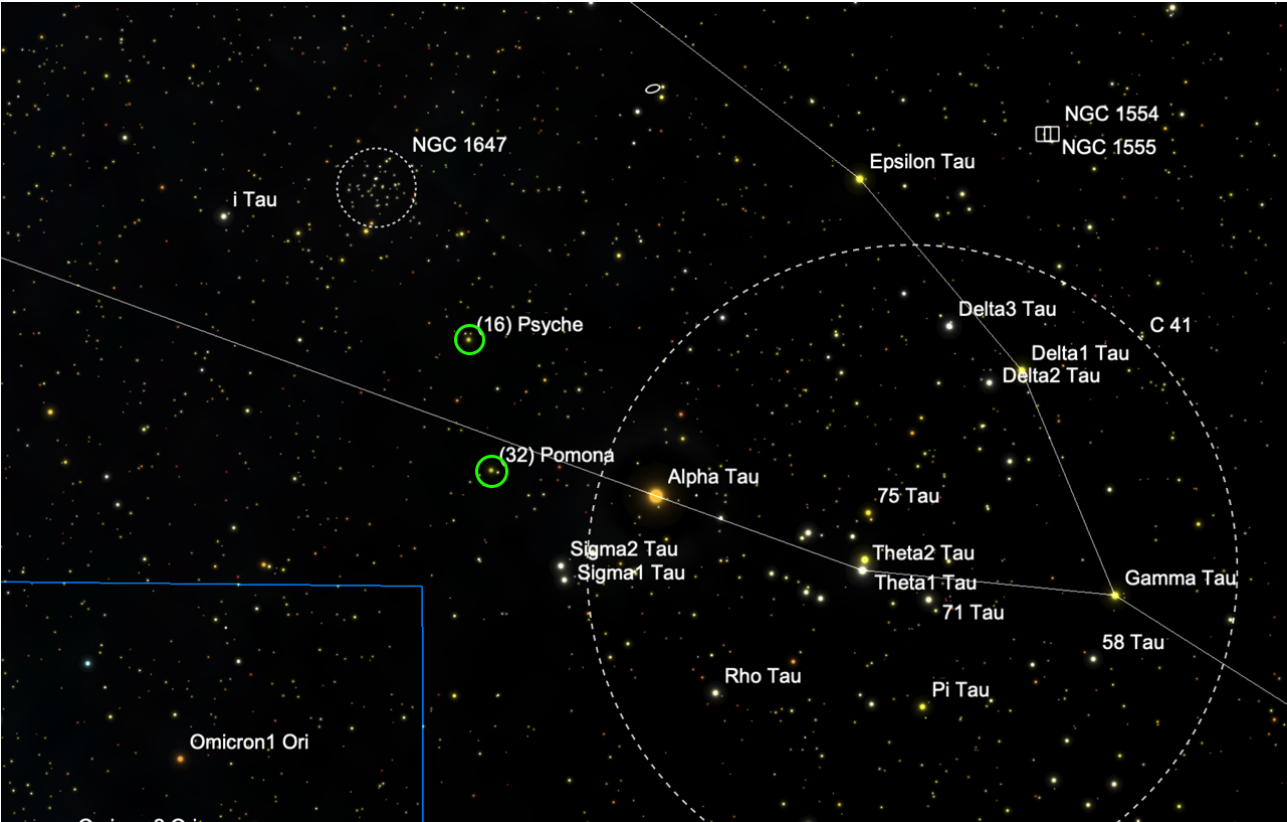 NGC 1554
NGC 1647
NGC 1555
Epsilon Tau
i Tau
Delta3 Tau
(16) Psyche
C 41
Delta1 Tau
Delta2 Tau
(32) Pomona
Alpha Tau
75 Tau
Sigma2 Tau
Theta2 Tau
Sigma1 Tau
Theta1 Tau
Gamma Tau
71 Tau
58 Tau
Rho Tau
Pi Tau
Omicron1 Ori